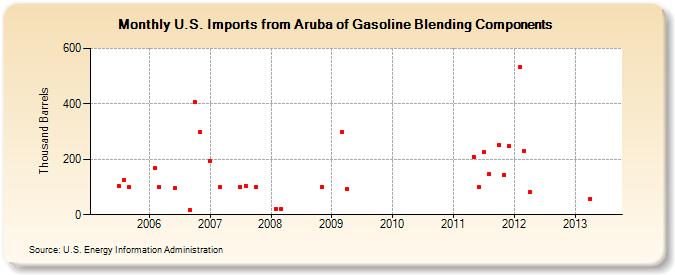 Monthly U.S. Imports from Aruba of Gasoline Blending Components
Thousand Barrels
600
400
200
0
2006 2007 2008 2009 2010 2011 2012 2013
Source: U.S. Energy Information Administration